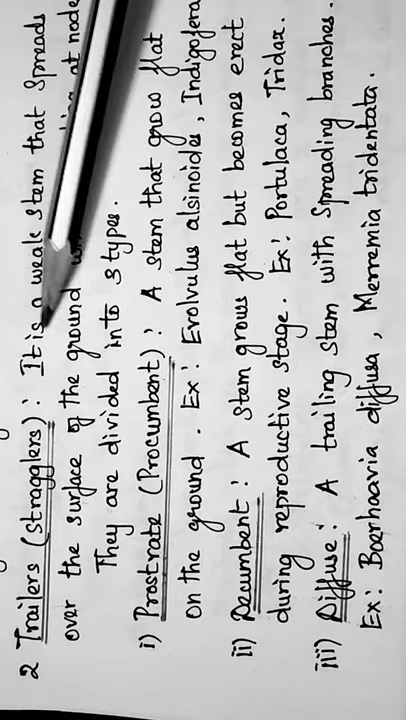 2 Trailers (Stragglers) : It is a weak stem that Spreads
over the surface of the ground at node
They are divided into 3 types.
i) Prostrate (Procumbent) : A stem that grow flat
on the ground. Ex: Evolvulus alsinoides, Indigofera
ii) Decumbent : A stem grows flat but becomes erect
during reproductive stage. Ex: Portulaca, Tridax.
iii) Diffuse : A trailing stem with Spreading branches.
Ex: Boerhaavia diffusa, Merremia tridentata.